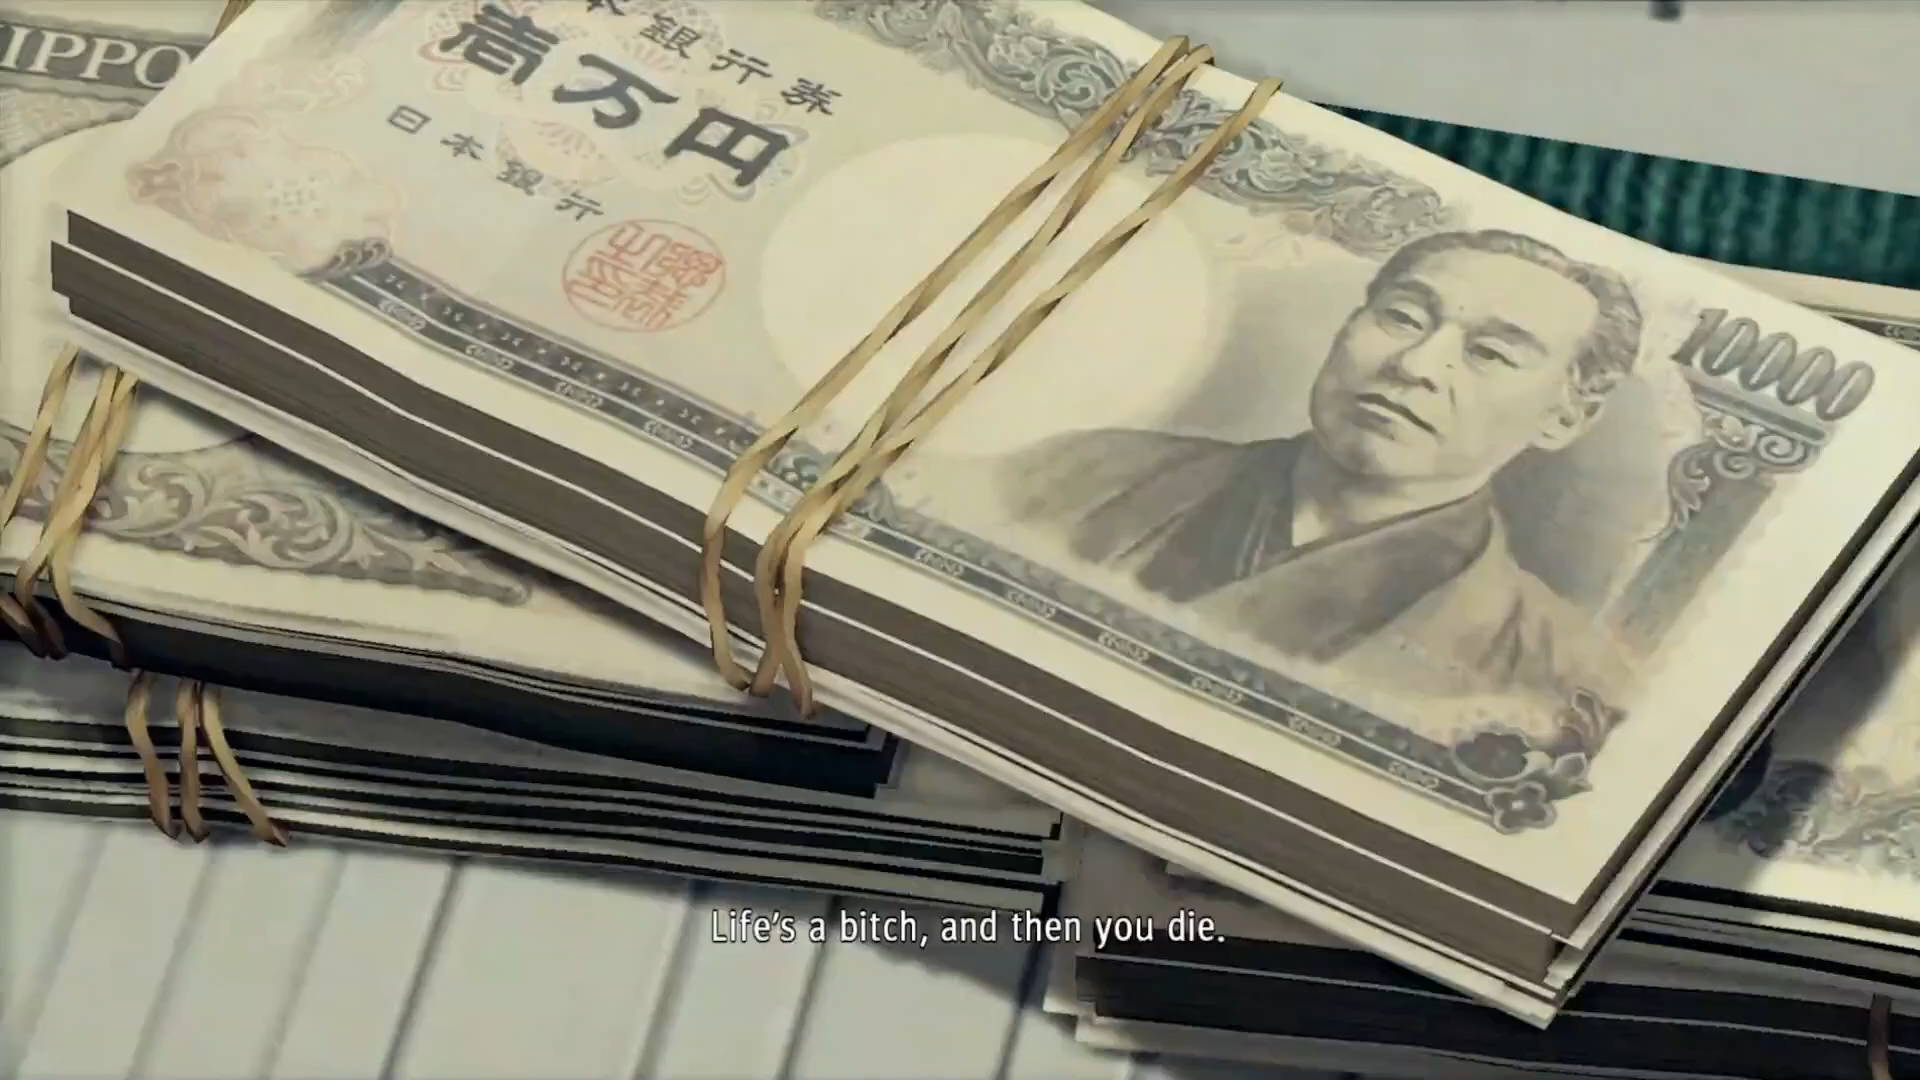 IPPO
本銀行券
壱万円
日本銀行
10000
Life's a bitch, and then you die.